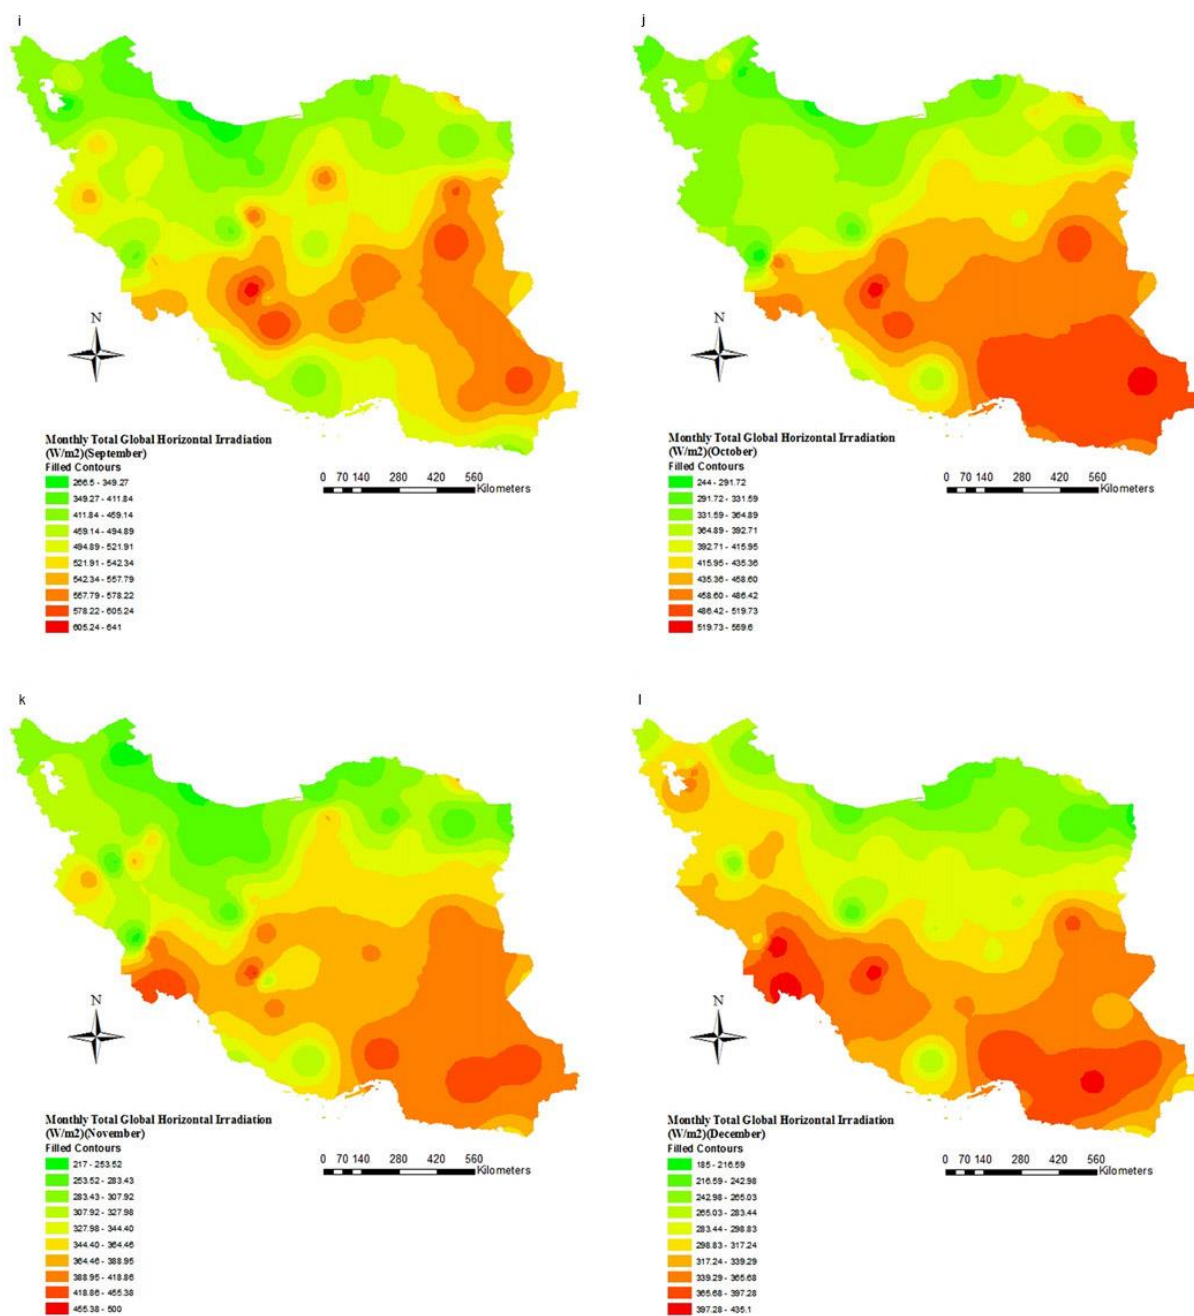 i
N
Monthly Total Global Horizontal Irradiation
(W/m2)(September)
Filled Contours
266.5 - 349.27
349.27 - 411.84
411.84 - 459.14
459.14 - 494.89
494.89 - 521.91
521.91 - 542.34
542.34 - 557.79
557.79 - 578.22
578.22 - 605.24
605.24 - 641
0 70 140 280 420 560
Kilometers
j
N
Monthly Total Global Horizontal Irradiation
(W/m2)(October)
Filled Contours
244 - 291.72
291.72 - 331.59
331.59 - 364.89
364.89 - 392.71
392.71 - 415.95
415.95 - 435.36
435.36 - 458.60
458.60 - 486.42
486.42 - 519.73
519.73 - 559.6
0 70 140 280 420 560
Kilometers
k
N
Monthly Total Global Horizontal Irradiation
(W/m2)(November)
Filled Contours
217 - 253.52
253.52 - 283.43
283.43 - 307.92
307.92 - 327.98
327.98 - 344.40
344.40 - 364.46
364.46 - 388.95
388.95 - 418.86
418.86 - 455.38
455.38 - 500
0 70 140 280 420 560
Kilometers
l
N
Monthly Total Global Horizontal Irradiation
(W/m2)(December)
Filled Contours
185 - 216.59
216.59 - 242.98
242.98 - 265.03
265.03 - 283.44
283.44 - 298.83
298.83 - 317.24
317.24 - 339.29
339.29 - 365.68
365.68 - 397.28
397.28 - 435.1
0 70 140 280 420 560
Kilometers